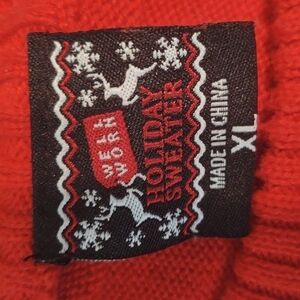 WELL
WORN
HOLIDAY
SWEATER
XL
MADE IN CHINA